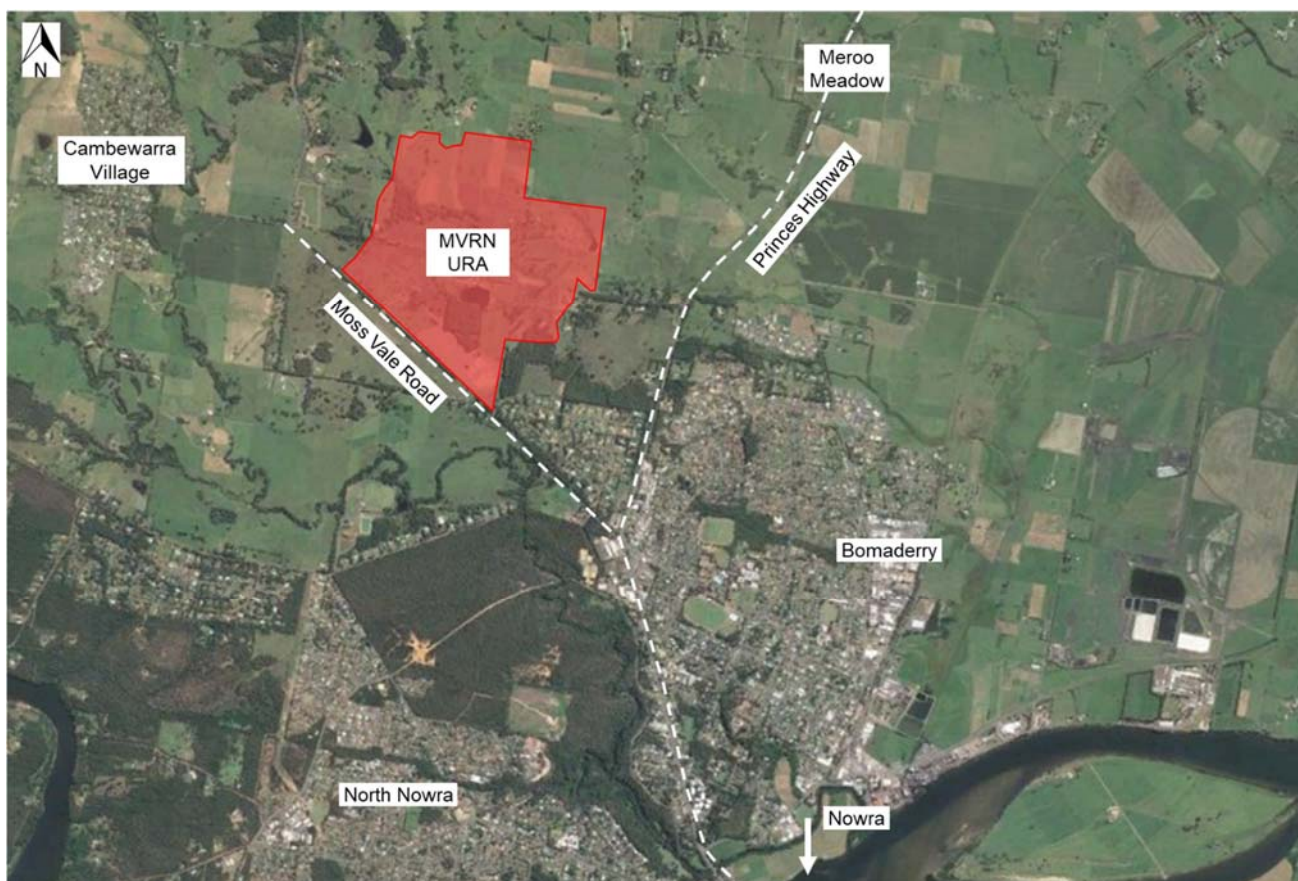 N
Cambewarra
Village
Meroo
Meadow
Princes Highway
MVRN
URA
Moss Vale Road
Bomaderry
North Nowra
Nowra